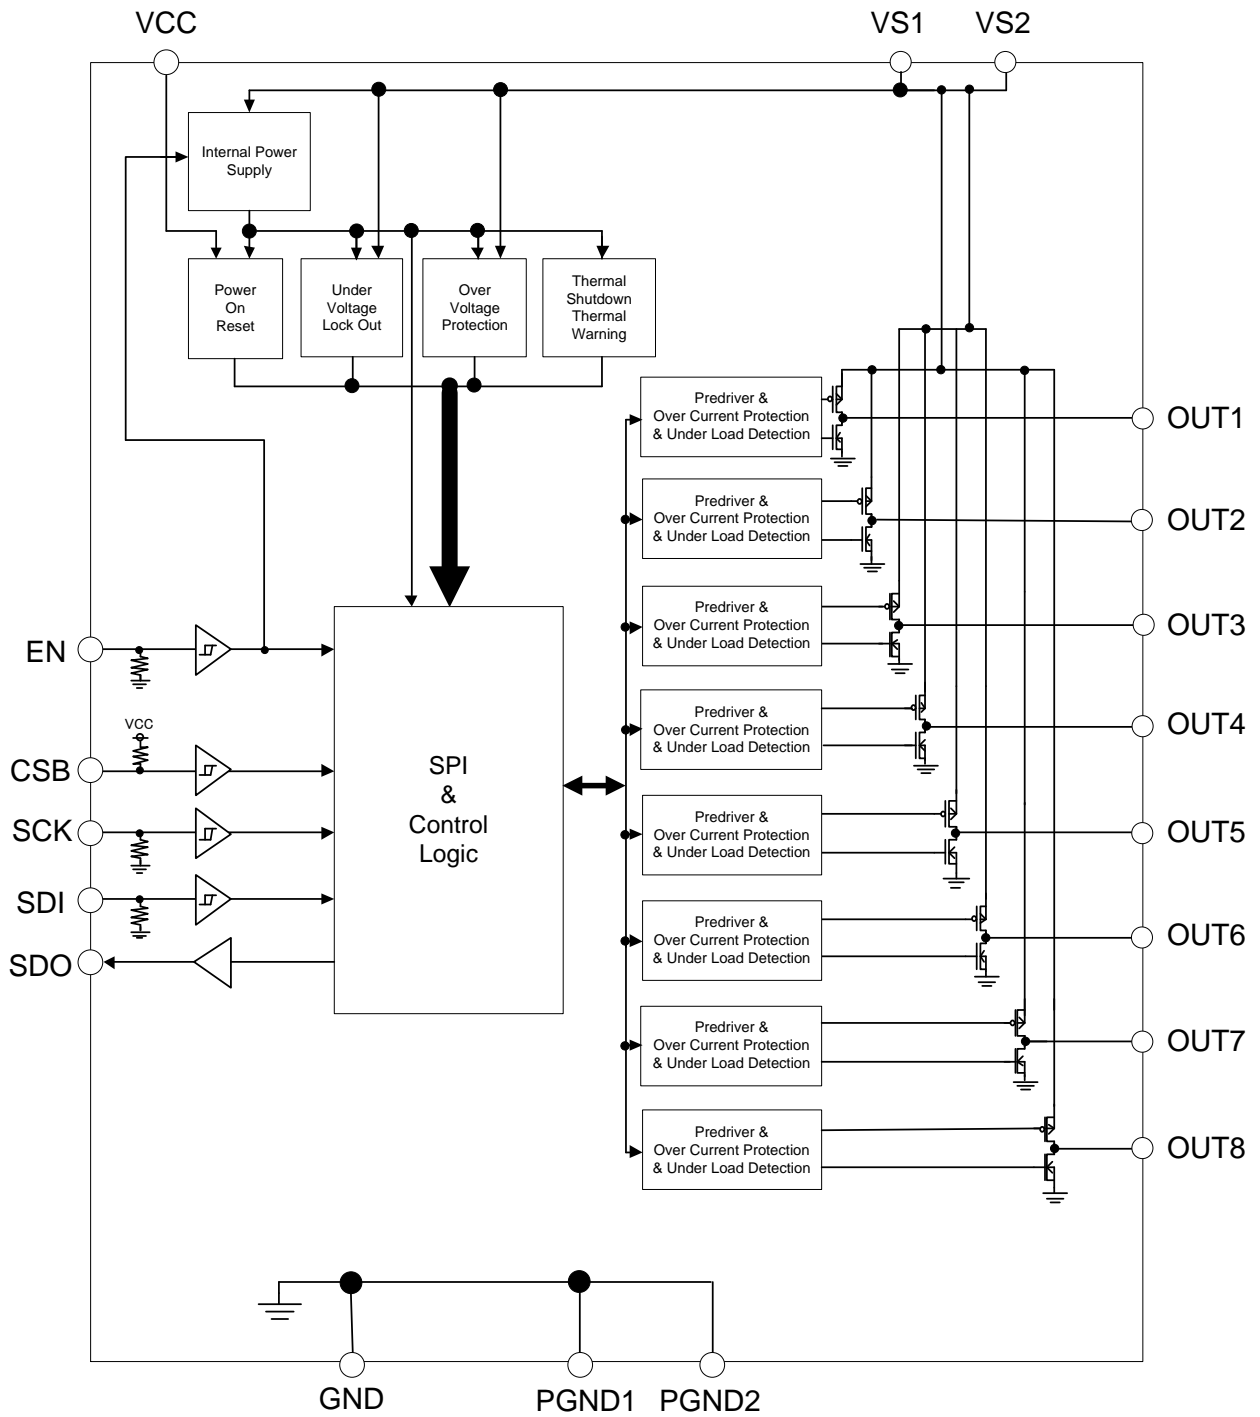 VCC
VS1
VS2
Internal Power
Supply
Power
On
Reset
Under
Voltage
Lock Out
Over
Voltage
Protection
Thermal
Shutdown
Thermal
Warning
Predriver &
Over Current Protection
& Under Load Detection
OUT1
Predriver &
Over Current Protection
& Under Load Detection
OUT2
Predriver &
Over Current Protection
& Under Load Detection
OUT3
EN
Predriver &
Over Current Protection
& Under Load Detection
OUT4
VCC
CSB
SPI
&
Control
Logic
Predriver &
Over Current Protection
& Under Load Detection
OUT5
SCK
SDI
Predriver &
Over Current Protection
& Under Load Detection
OUT6
SDO
Predriver &
Over Current Protection
& Under Load Detection
OUT7
Predriver &
Over Current Protection
& Under Load Detection
OUT8
GND
PGND1
PGND2